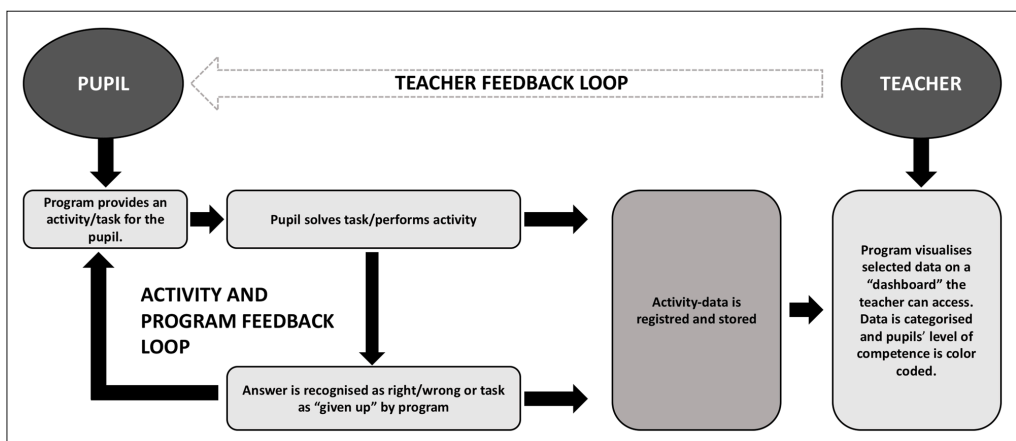 PUPIL
TEACHER FEEDBACK LOOP
TEACHER
Program provides an
activity/task for the
pupil.
Pupil solves task/performs activity
ACTIVITY AND
PROGRAM FEEDBACK
LOOP
Answer is recognised as right/wrong or task
as “given up” by program
Activity-data is
registred and stored
Program visualises
selected data on a
“dashboard” the
teacher can access.
Data is categorised
and pupils’ level of
competence is color
coded.